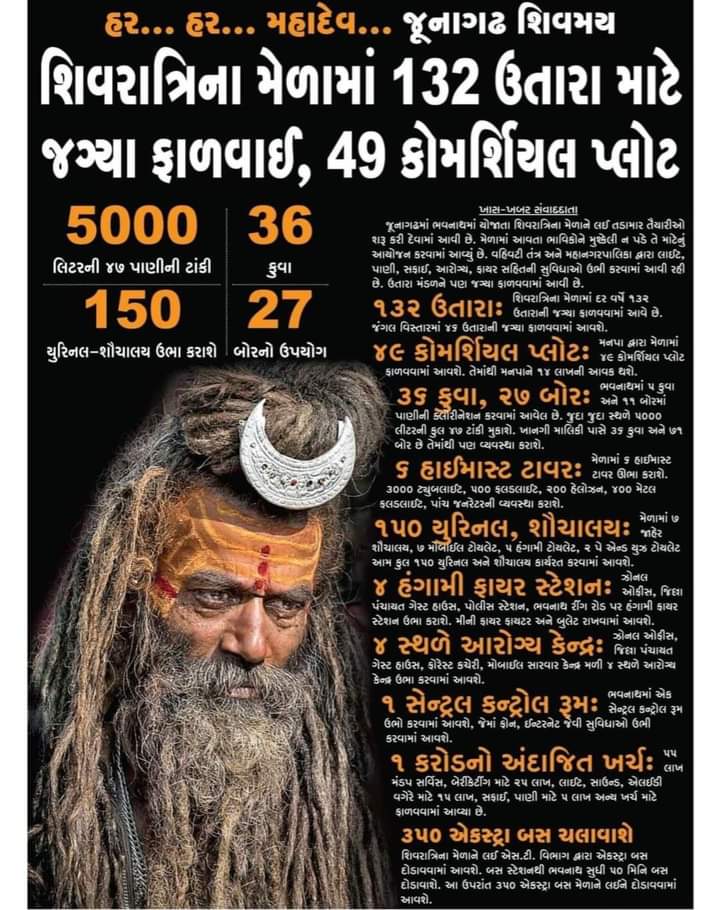 હર... હર... મહાદેવ... જૂનાગઢ શિવમય
શિવરાત્રિના મેળામાં 132 ઉતારા માટે
જગ્યા ફાળવાઈ, 49 કોમર્શિયલ પ્લોટ
5000
લિટરની ૪૭ પાણીની ટાંકી
36
કુવા
150
યુરિનલ-શૌચાલય ઉભા કરાશે
27
બોરનો ઉપયોગ
ખાસ-ખબર સંવાદદાતા
જૂનાગઢમાં ભવનાથમાં યોજાતા શિવરાત્રિના મેળાને લઈ તડામાર તૈયારીઓ
શરૂ કરી દેવામાં આવી છે. મેળામાં આવતા ભાવિકોને મુશ્કેલી ન પડે તે માટેનું
આયોજન કરવામાં આવ્યું છે. વહિવટી તંત્ર અને મહાનગરપાલિકા દ્વારા લાઈટ,
પાણી, સફાઈ, આરોગ્ય, ફાયર સહિતની સુવિધાઓ ઉભી કરવામાં આવી રહી
છે. ઉતારા મંડળને પણ જગ્યા ફાળવવામાં આવી છે.
૧૩૨ ઉતારા: શિવરાત્રિના મેળામાં દર વર્ષે ૧૩૨
ઉતારાની જગ્યા ફાળવવામાં આવે છે.
જંગલ વિસ્તારમાં ૪૬ ઉતારાની જગ્યા ફાળવવામાં આવશે.
૪૯ કોમર્શિયલ પ્લોટ: મનપા દ્વારા મેળામાં
૪૯ કોમર્શિયલ પ્લોટ
ફાળવવામાં આવશે. તેમાંથી મનપાને ૧૪ લાખની આવક થશે.
૩૬ કુવા, ૨૭ બોર: ભવનાથમાં ૫ કુવા
અને ૧૧ બોરમાં
પાણીની ક્લોરીનેશન કરવામાં આવેલ છે. જુદા જુદા સ્થળે ૫૦૦૦
લીટરની કુલ ૪૭ ટાંકી મુકાશે. ખાનગી માલિકી પાસે ૩૬ કુવા અને ૭૧
બોર છે તેમાંથી પણ વ્યવસ્થા કરાશે.
૬ હાઈમાસ્ટ ટાવર: મેળામાં ૬ હાઈમાસ્ટ
ટાવર ઊભા કરાશે.
૩૦૦૦ ટ્યુબલાઈટ, ૫૦૦ ફ્લડલાઈટ, ૨૦૦ હેલોઝન, ૪૦૦ મેટલ
ફ્લડલાઈટ, પાંચ જનરેટરની વ્યવસ્થા કરાશે.
૧૫૦ યુરિનલ, શૌચાલય: મેળામાં ૭
જાહેર
શૌચાલય, ૭ મોબાઈલ ટોયલેટ, ૫ હંગામી ટોયલેટ, ૨ પે એન્ડ યુઝ ટોયલેટ
આમ કુલ ૧૫૦ યુરિનલ અને શૌચાલય કાર્યરત કરવામાં આવશે.
૪ હંગામી ફાયર સ્ટેશન: ઝોનલ
ઓફીસ, જિલા
પંચાયત ગેસ્ટ હાઉસ, પોલીસ સ્ટેશન, ભવનાથ રીંગ રોડ પર હંગામી ફાયર
સ્ટેશન ઉભા કરાશે. મીની ફાયર ફાયટર અને બુલેટ રાખવામાં આવશે.
૪ સ્થળે આરોગ્ય કેન્દ્ર: ઝોનલ ઓફીસ,
જિલા પંચાયત
ગેસ્ટ હાઉસ, ફોરેસ્ટ કચેરી, મોબાઈલ સારવાર કેન્દ્ર મળી ૪ સ્થળે આરોગ્ય
કેન્દ્ર ઉભા કરવામાં આવશે.
૧ સેન્ટ્રલ કન્ટ્રોલ રૂમ: ભવનાથમાં એક
સેન્ટ્રલ કન્ટ્રોલ રૂમ
ઉભો કરવામાં આવશે, જેમાં ફોન, ઈન્ટરનેટ જેવી સુવિધાઓ ઉભી
કરવામાં આવશે.
૧ કરોડનો અંદાજિત ખર્ચ: ૫૫
લાખ
મંડપ સર્વિસ, બેરીકેટીંગ માટે ૨૫ લાખ, લાઈટ, સાઉન્ડ, એલઈડી
વગેરે માટે ૧૫ લાખ, સફાઈ, પાણી માટે ૫ લાખ અન્ય ખર્ચ માટે
ફાળવવામાં આવ્યા છે.
૩૫૦ એકસ્ટ્રા બસ ચલાવાશે
શિવરાત્રિના મેળાને લઈ એસ.ટી. વિભાગ દ્વારા એકસ્ટ્રા બસ
દોડાવવામાં આવશે. બસ સ્ટેશનથી ભવનાથ સુધી ૫૦ મિનિ બસ
દોડાવાશે. આ ઉપરાંત ૩૫૦ એકસ્ટ્રા બસ મેળાને લઈને દોડાવવામાં
આવશે.